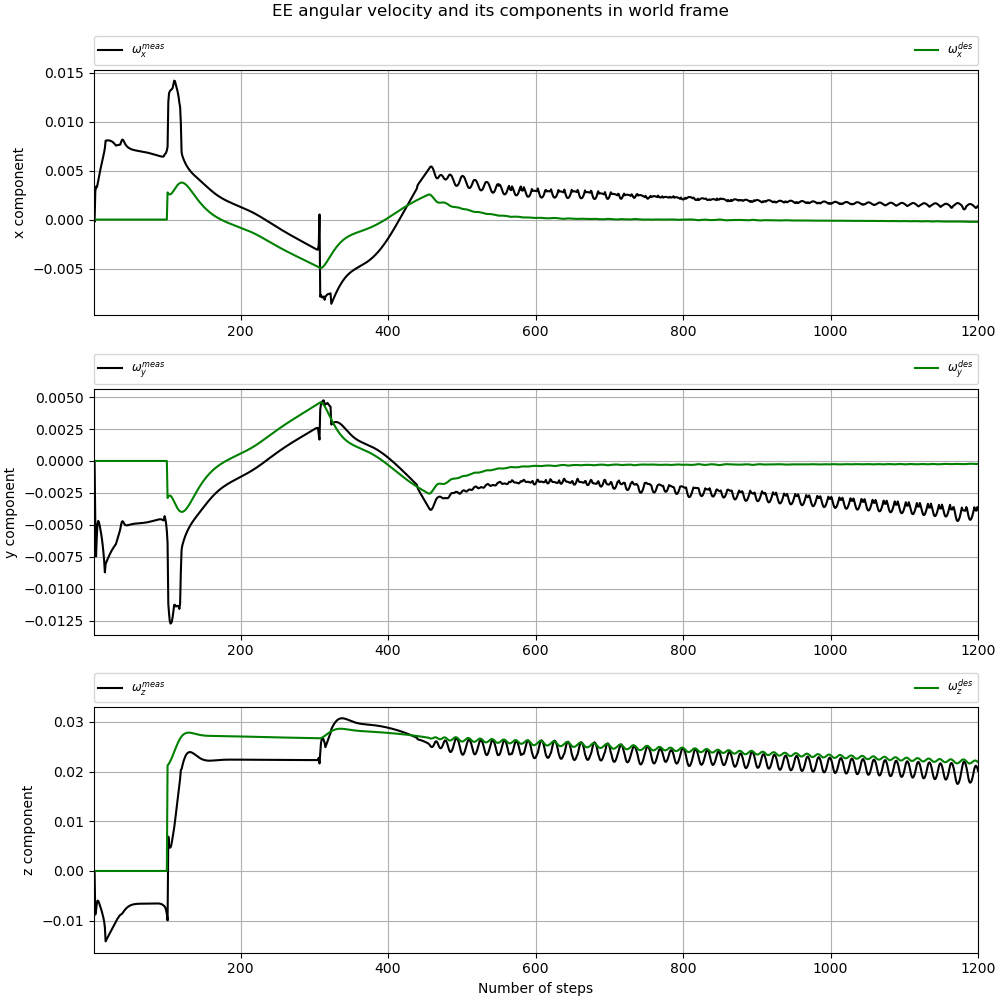 EE angular velocity and its components in world frame
ω_x^meas ω_x^des
0.015
0.010
0.005
0.000
−0.005
x component
200 400 600 800 1000 1200
ω_y^meas ω_y^des
0.0050
0.0025
0.0000
−0.0025
−0.0050
−0.0075
−0.0100
−0.0125
y component
200 400 600 800 1000 1200
ω_z^meas ω_z^des
0.03
0.02
0.01
0.00
−0.01
z component
200 400 600 800 1000 1200
Number of steps